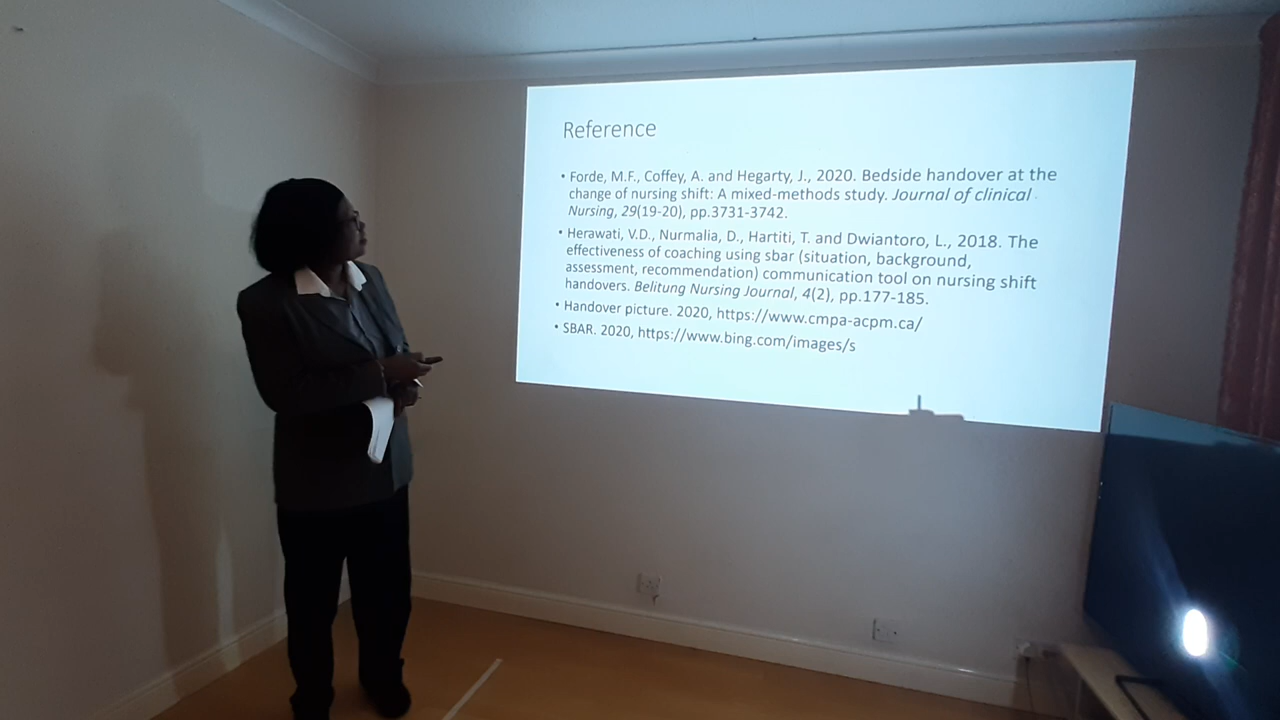 Reference
• Forde, M.F., Coffey, A. and Hegarty, J., 2020. Bedside handover at the
change of nursing shift: A mixed-methods study. Journal of clinical
Nursing, 29(19-20), pp.3731-3742.
• Herawati, V.D., Nurmalia, D., Hartiti, T. and Dwiantoro, L., 2018. The
effectiveness of coaching using sbar (situation, background,
assessment, recommendation) communication tool on nursing shift
handovers. Belitung Nursing Journal, 4(2), pp.177-185.
• Handover picture. 2020, https://www.cmpa-acpm.ca/
• SBAR. 2020, https://www.bing.com/images/s